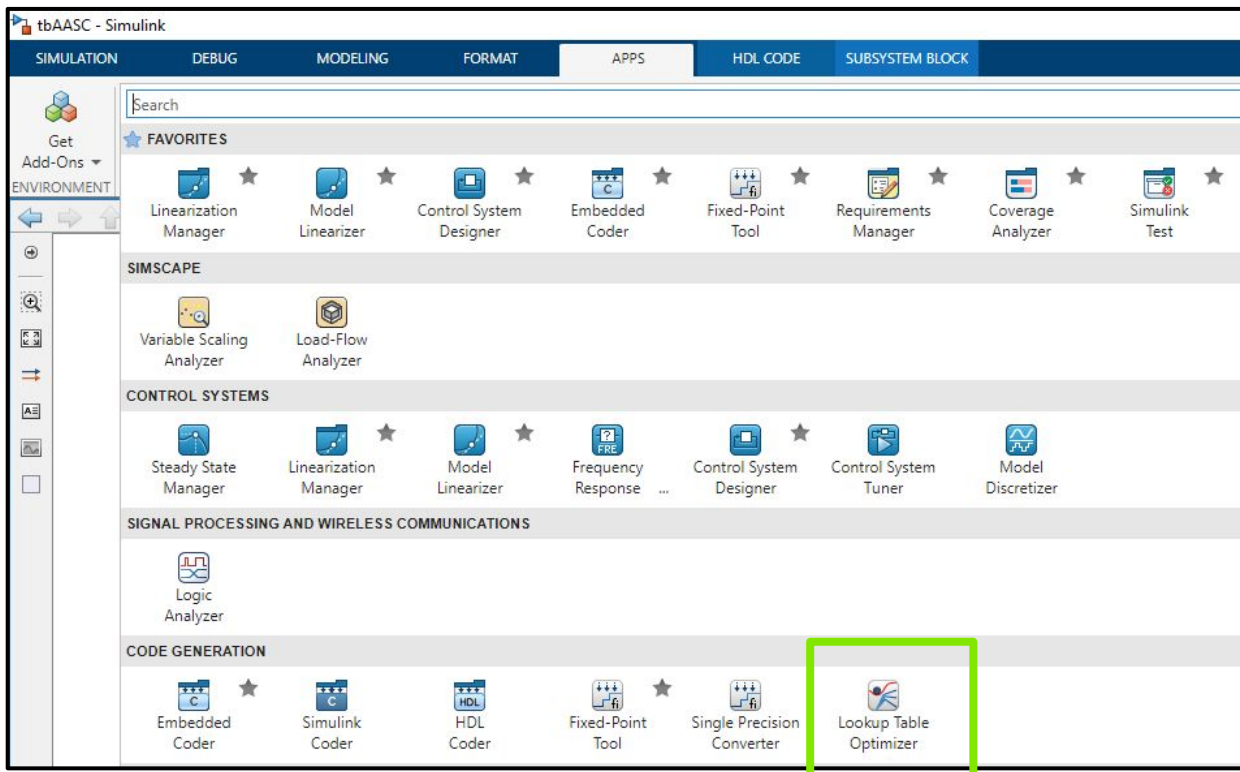 tbAASC - Simulink
SIMULATION DEBUG MODELING FORMAT APPS HDL CODE SUBSYSTEM BLOCK
Get
Add-Ons
ENVIRONMENT
Search
FAVORITES
Linearization Manager
Model Linearizer
Control System Designer
Embedded Coder
Fixed-Point Tool
Requirements Manager
Coverage Analyzer
Simulink Test
SIMSCAPE
Variable Scaling Analyzer
Load-Flow Analyzer
CONTROL SYSTEMS
Steady State Manager
Linearization Manager
Model Linearizer
Frequency Response ...
Control System Designer
Control System Tuner
Model Discretizer
SIGNAL PROCESSING AND WIRELESS COMMUNICATIONS
Logic Analyzer
CODE GENERATION
Embedded Coder
Simulink Coder
HDL Coder
Fixed-Point Tool
Single Precision Converter
Lookup Table Optimizer